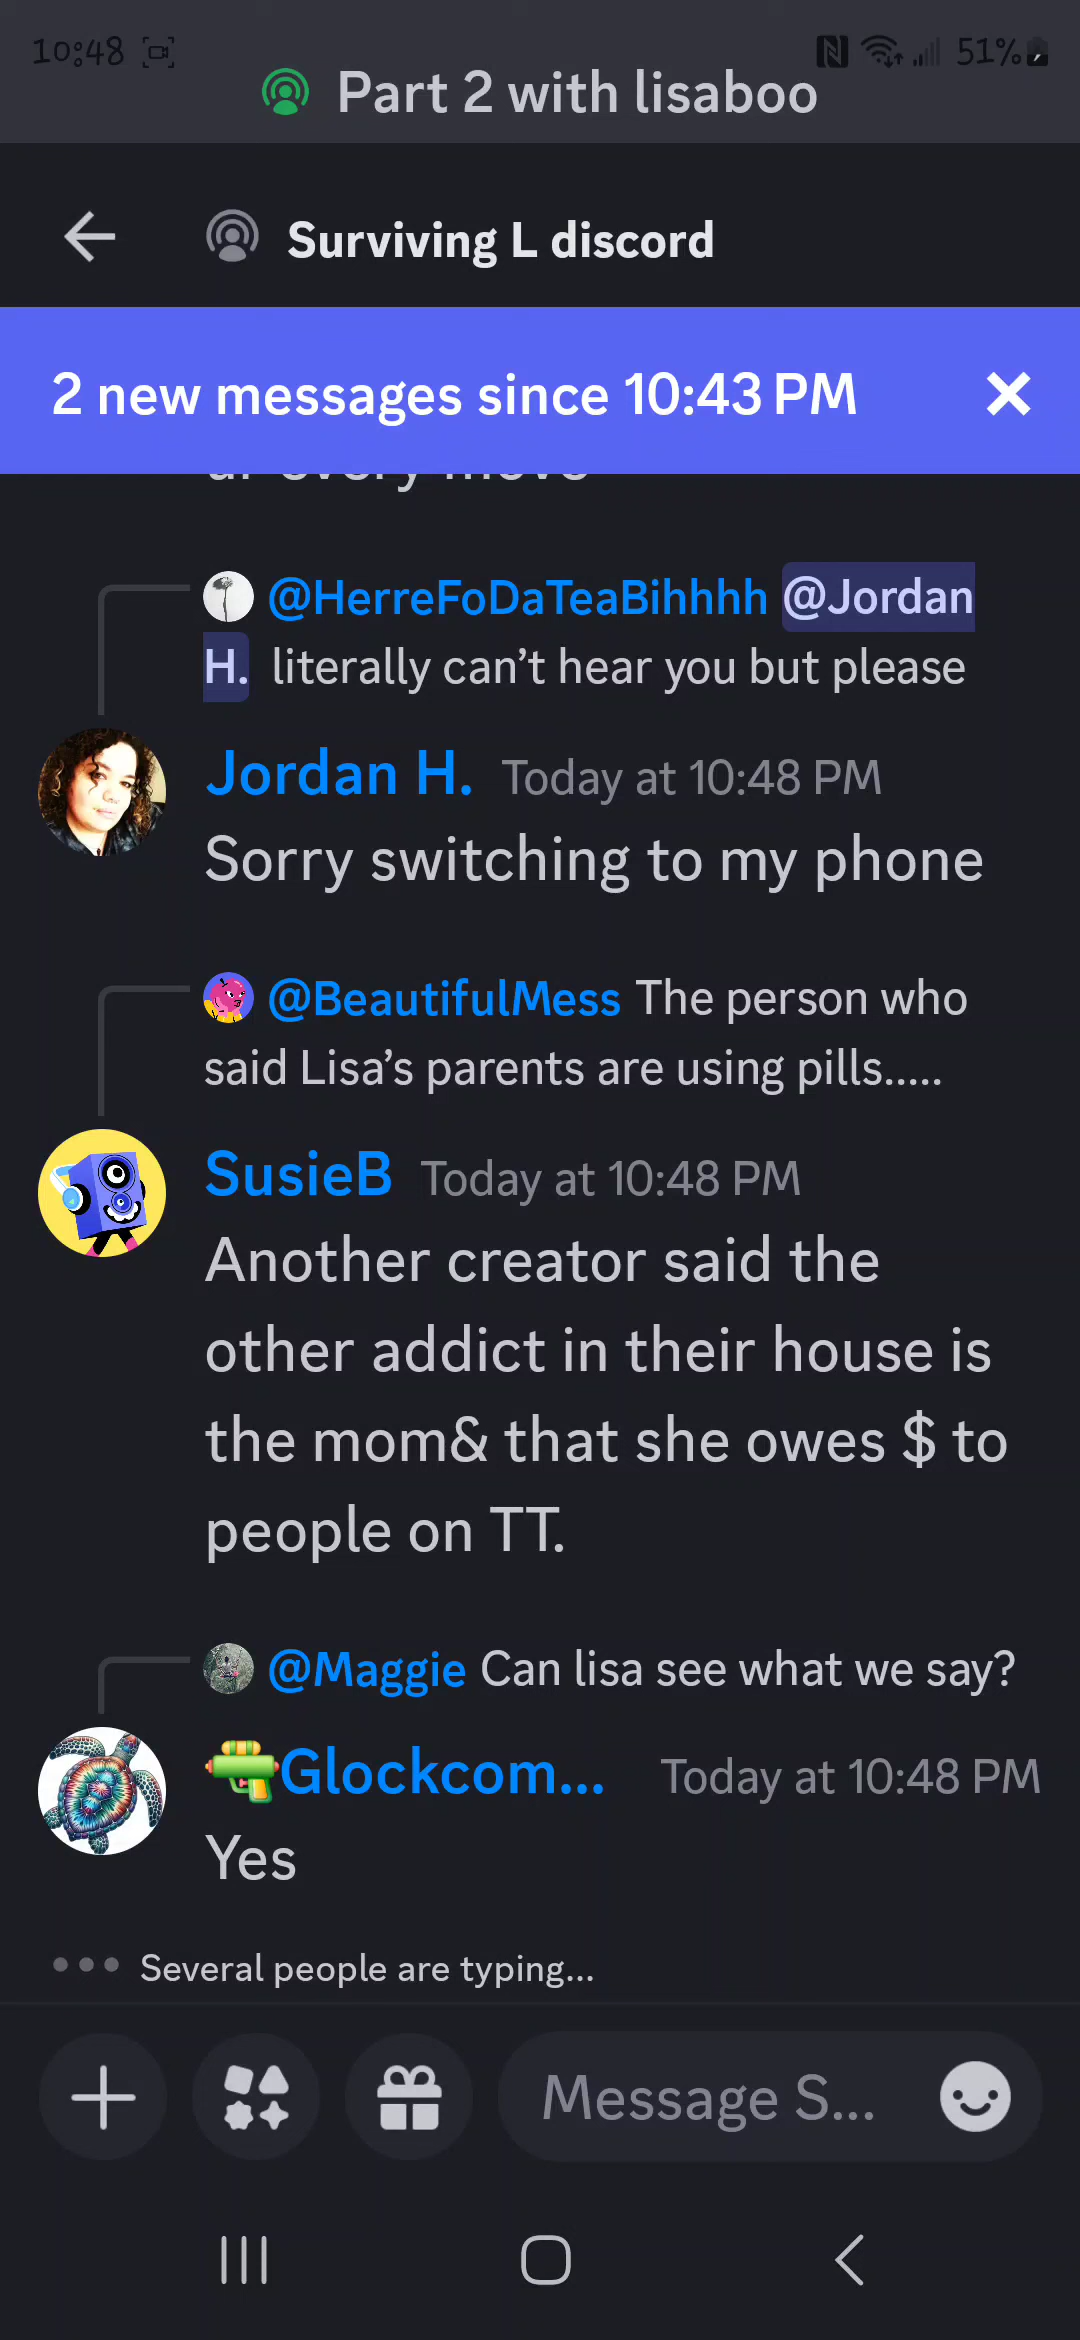 10:48 51%
Part 2 with lisaboo
Surviving L discord
2 new messages since 10:43 PM
ur every move
@HerreFoDaTeaBihhhh @Jordan
H. literally can’t hear you but please
Jordan H. Today at 10:48 PM
Sorry switching to my phone
@BeautifulMess The person who
said Lisa’s parents are using pills.....
SusieB Today at 10:48 PM
Another creator said the
other addict in their house is
the mom& that she owes $ to
people on TT.
@Maggie Can lisa see what we say?
Glockcom... Today at 10:48 PM
Yes
Several people are typing...
Message S...